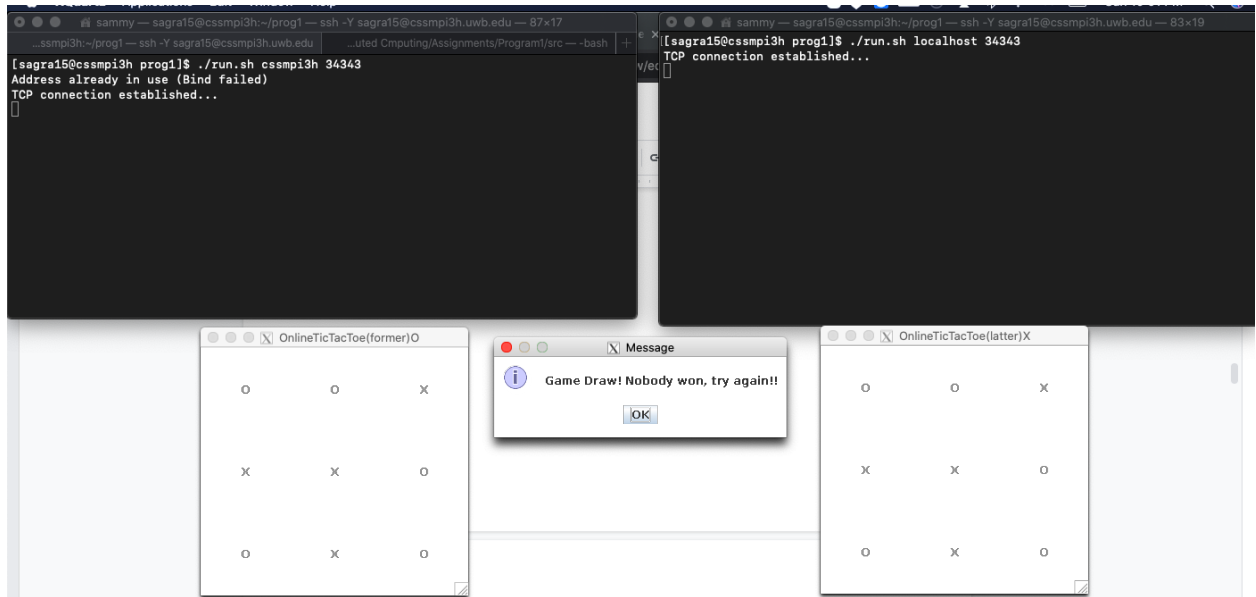 sammy — sagra15@cssmpi3h:~/prog1 — ssh -Y sagra15@cssmpi3h.uwb.edu — 87×17
...ssmpi3h:~/prog1 — ssh -Y sagra15@cssmpi3h.uwb.edu
...uted Cmputing/Assignments/Program1/src — -bash
[sagra15@cssmpi3h prog1]$ ./run.sh cssmpi3h 34343
Address already in use (Bind failed)
TCP connection established...
sammy — sagra15@cssmpi3h:~/prog1 — ssh -Y sagra15@cssmpi3h.uwb.edu — 83×19
[[sagra15@cssmpi3h prog1]$ ./run.sh localhost 34343
TCP connection established...
OnlineTicTacToe(former)O
O O X
X X O
O X O
Message
Game Draw! Nobody won, try again!!
OK
OnlineTicTacToe(latter)X
O O X
X X O
O X O